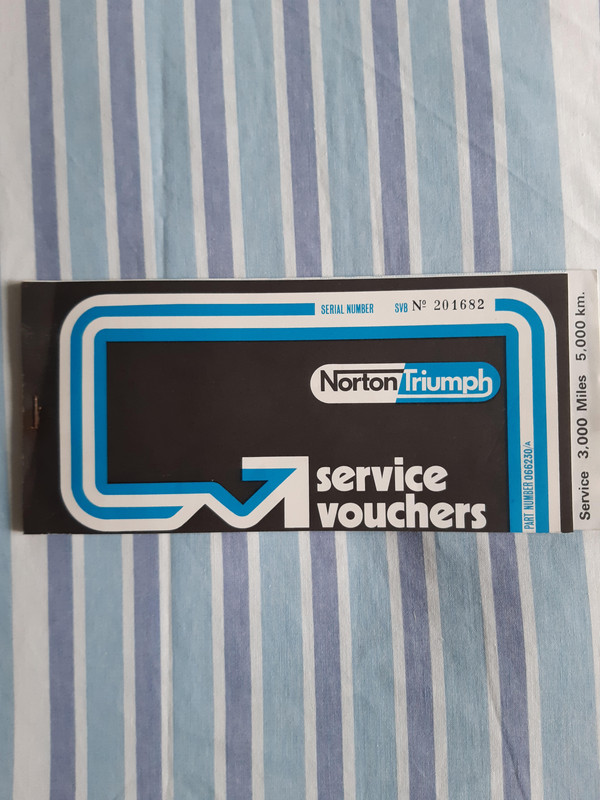 SERIAL NUMBER SVB Nº 201682
Norton Triumph
service
vouchers
PART NUMBER 066230/A
Service 3,000 Miles 5,000 km.